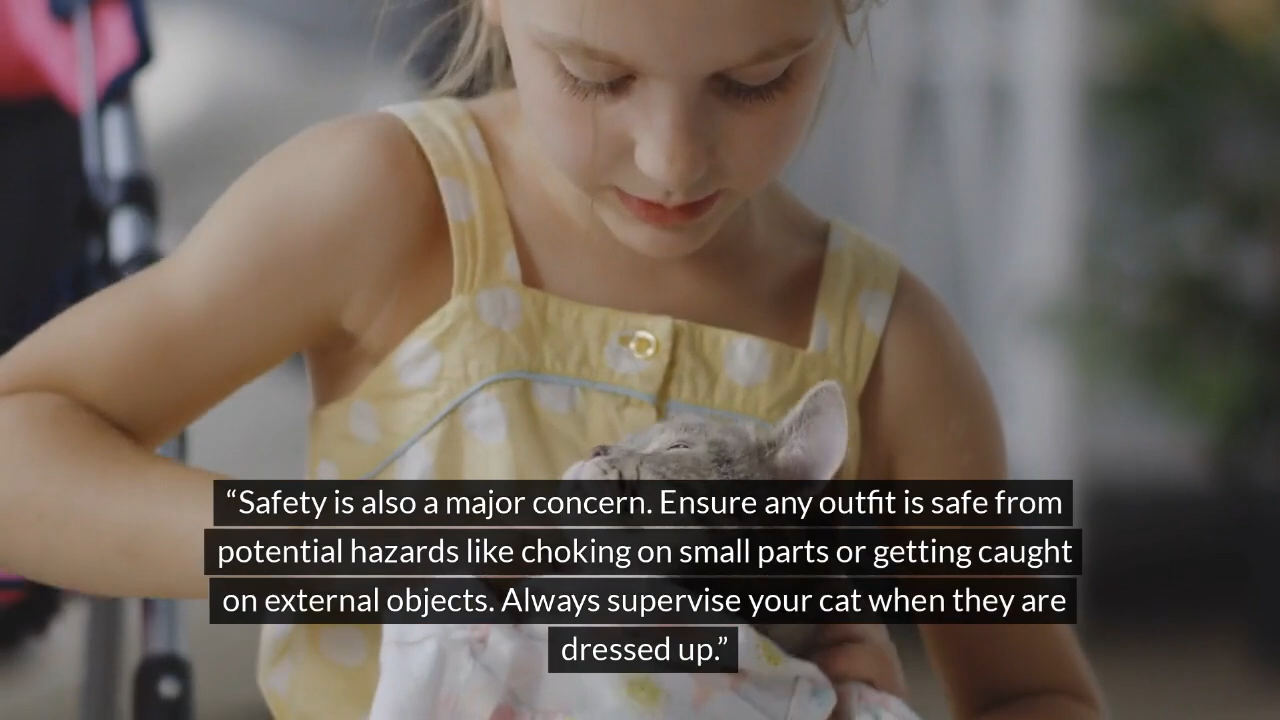 “Safety is also a major concern. Ensure any outfit is safe from
potential hazards like choking on small parts or getting caught
on external objects. Always supervise your cat when they are
dressed up.”